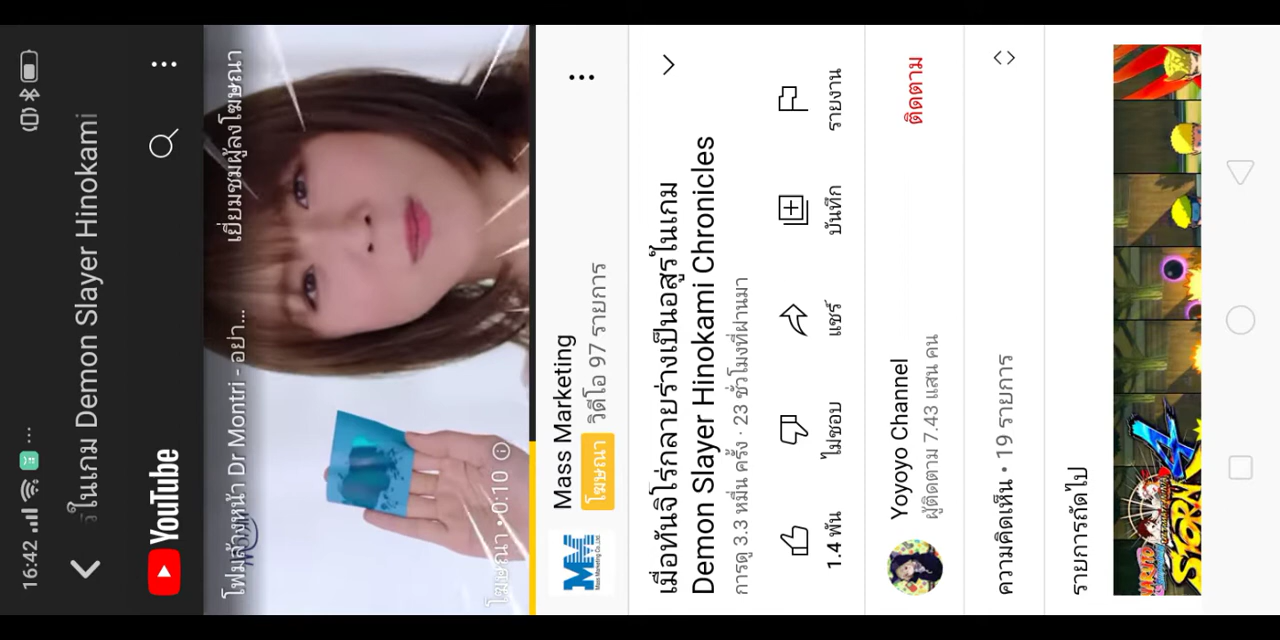 16:42 ...
ร์ในเกม Demon Slayer Hinokami
YouTube
โฟมล้างหน้า Dr Montri - อย่า... เยี่ยมชมผู้ลงโฆษณา
โฆษณา • 0:10
MM
Mass Marketing Co., Ltd.
Mass Marketing
โฆษณา วิดีโอ 97 รายการ
เมื่อทันจิโร่กลายร่างเป็นอสูรในเกม
Demon Slayer Hinokami Chronicles
การดู 3.3 หมื่น ครั้ง · 23 ชั่วโมงที่ผ่านมา
1.4 พัน ไม่ชอบ แชร์ บันทึก รายงาน
Yoyoyo Channel
ผู้ติดตาม 7.43 แสน คน
ติดตาม
ความคิดเห็น • 19 รายการ
รายการถัดไป
NARUTO
STORM 4